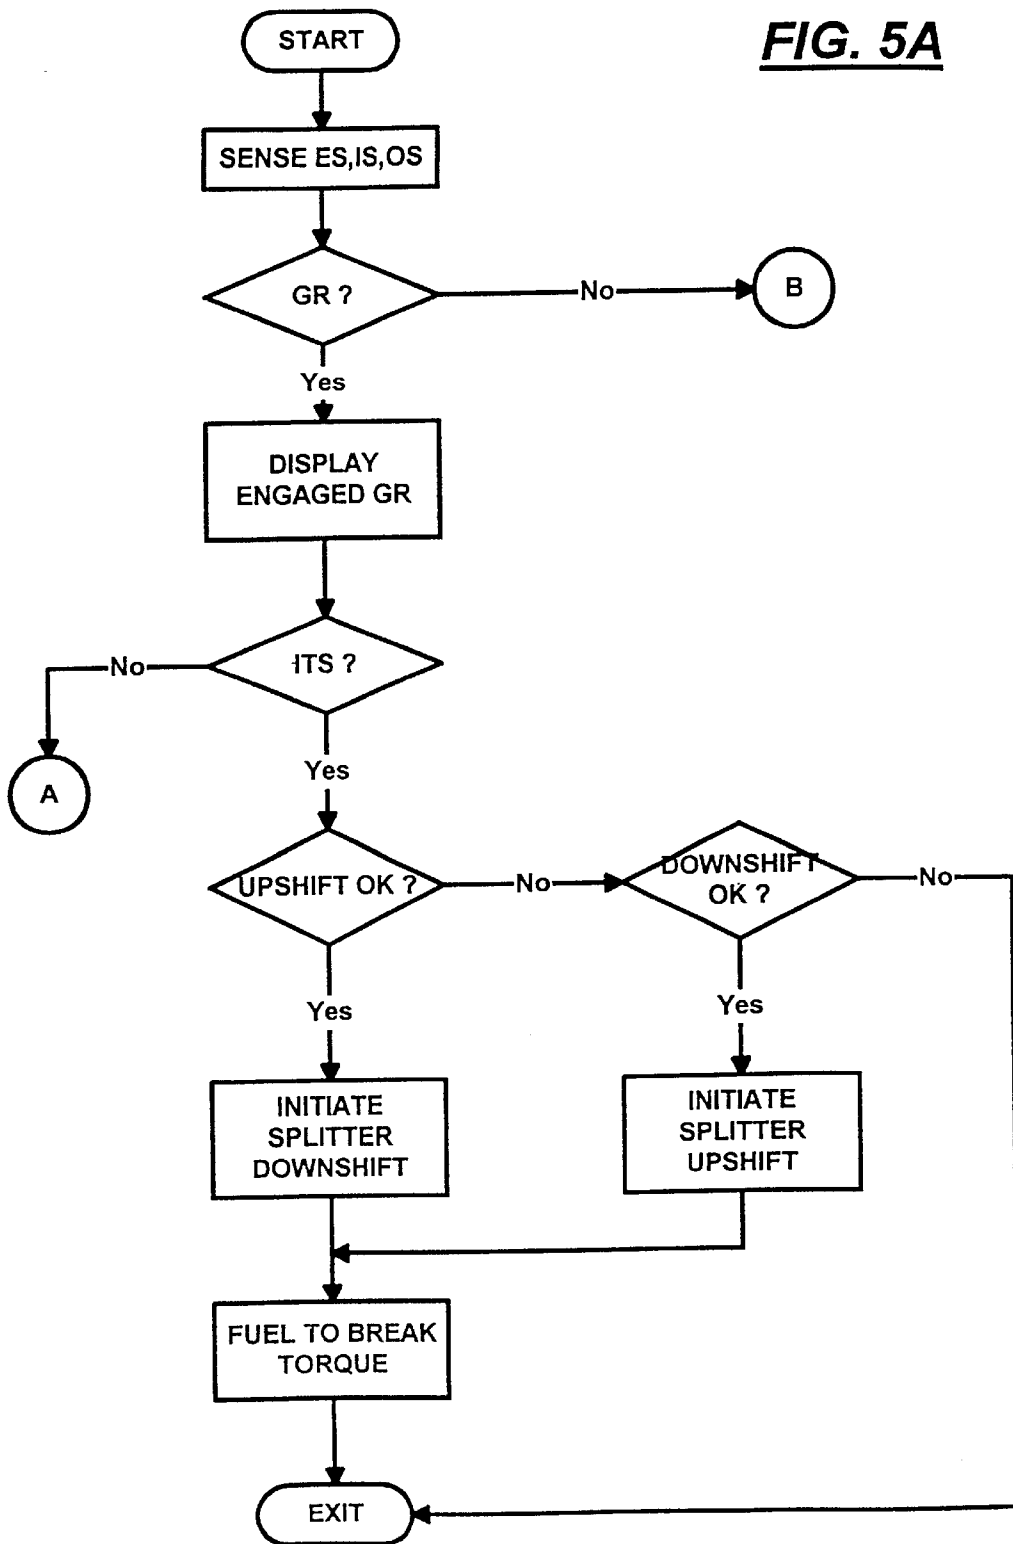 FIG. 5A
START
SENSE ES,IS,OS
GR ?
No
B
Yes
DISPLAY
ENGAGED GR
ITS ?
No
A
Yes
UPSHIFT OK ?
No
DOWNSHIFT
OK ?
No
Yes
Yes
INITIATE
SPLITTER
DOWNSHIFT
INITIATE
SPLITTER
UPSHIFT
FUEL TO BREAK
TORQUE
EXIT